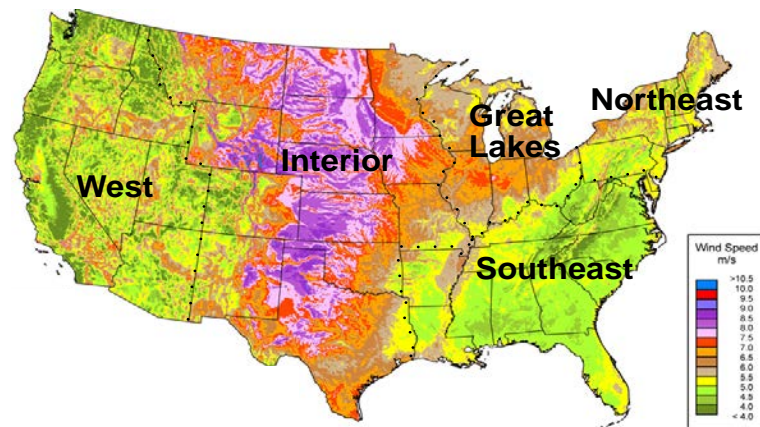 Northeast
Great
Lakes
Interior
West
Southeast
Wind Speed
m/s
>10.5
10.0
9.5
9.0
8.5
8.0
7.5
7.0
6.5
6.0
5.5
5.0
4.5
4.0
< 4.0